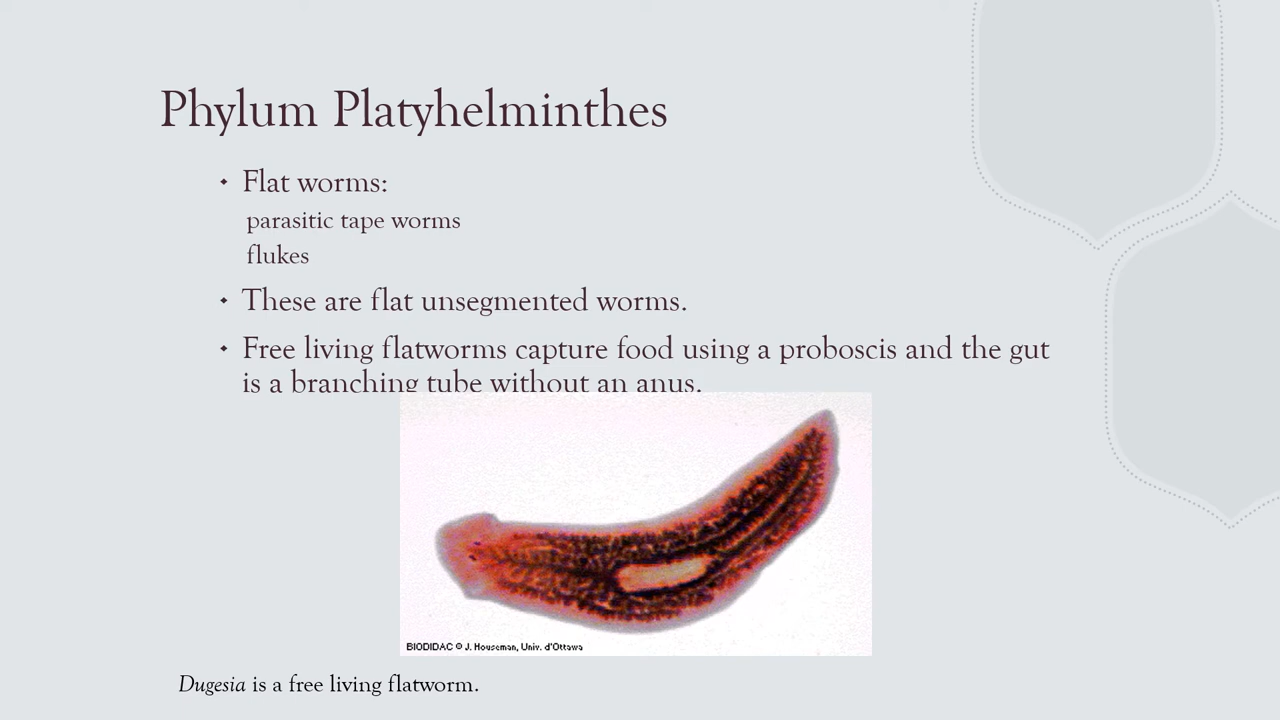 Phylum Platyhelminthes
Flat worms:
parasitic tape worms
flukes
These are flat unsegmented worms.
Free living flatworms capture food using a proboscis and the gut
is a branching tube without an anus.
BIODIDAC © J. Houseman, Univ. d'Ottawa
Dugesia is a free living flatworm.